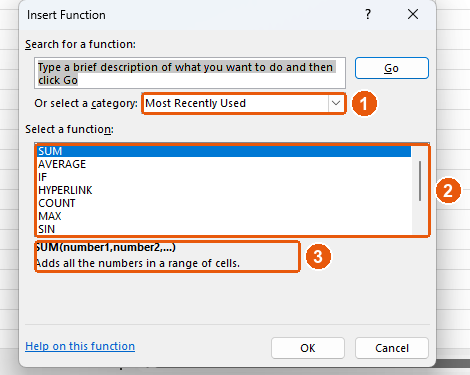 Insert Function
Search for a function:
Type a brief description of what you want to do and then
click Go
Go
Or select a category:
Most Recently Used
1
Select a function:
SUM
AVERAGE
IF
HYPERLINK
COUNT
MAX
SIN
2
SUM(number1,number2,...)
Adds all the numbers in a range of cells.
3
Help on this function
OK
Cancel